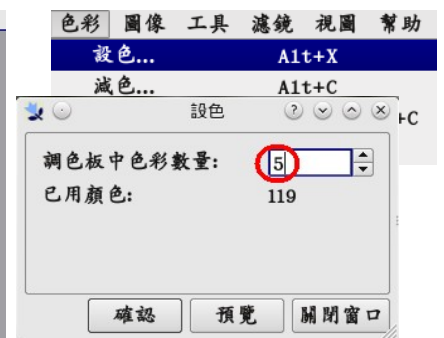 色彩 圖像 工具 濾鏡 視圖 幫助
設色... Alt+X
減色... Alt+C
設色
+C
調色板中色彩數量: 5
已用顏色: 119
確認 預覽 關閉窗口